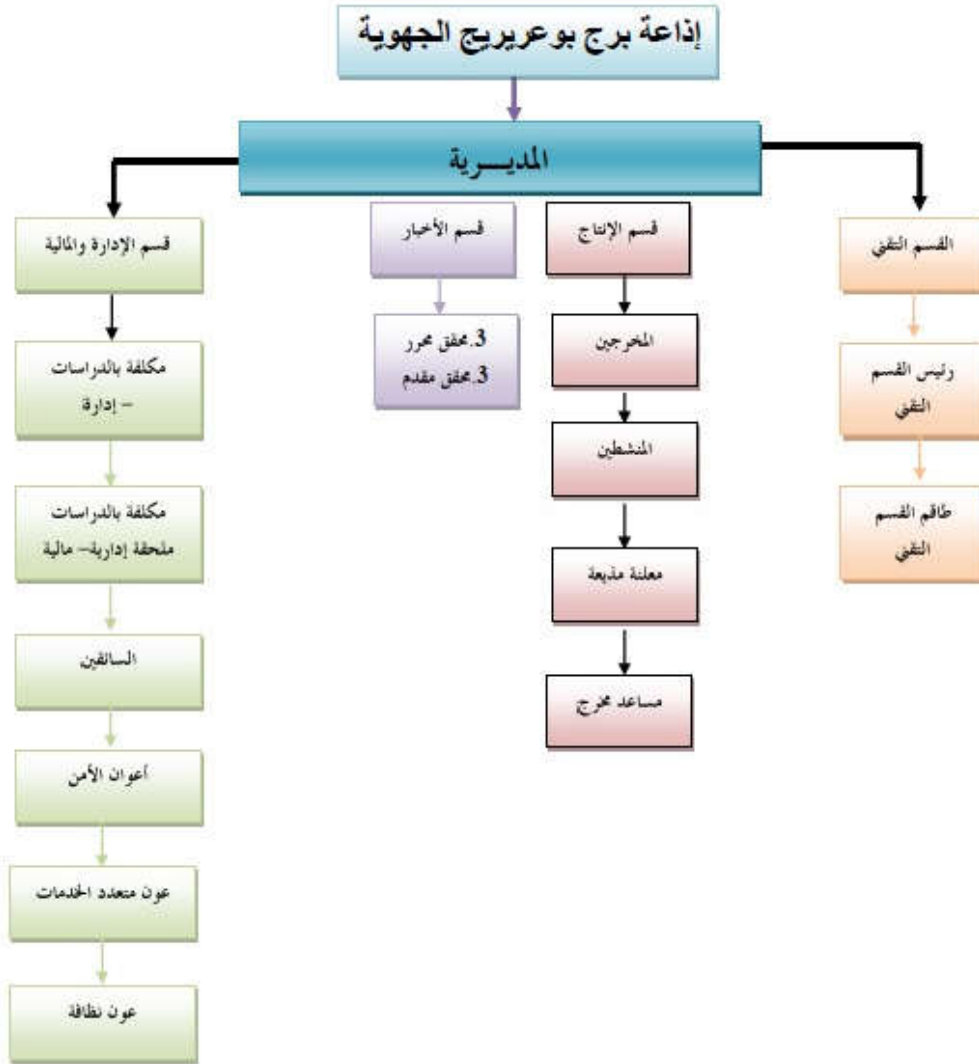 إذاعة برج بوعريريج الجهوية
المديـــرية
القسم التقني
رئيس القسم
التقني
طاقم القسم
التقني
قسم الإنتاج
المخرجين
المنشطين
معلنة مذيعة
مساعد مخرج
قسم الأخبار
3.محقق محرر
3.محقق مقدم
قسم الإدارة والمالية
مكلفة بالدراسات
– إدارة
مكلفة بالدراسات
ملحقة إدارية– مالية
السائقين
أعوان الأمن
عون متعدد الخدمات
عون نظافة